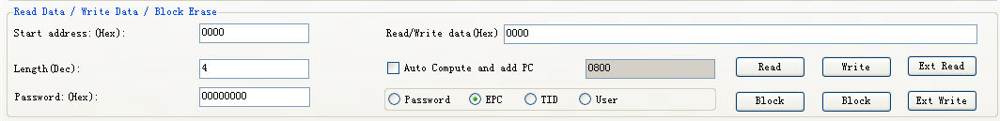 Read Data / Write Data / Block Erase
Start address:(Hex): 0000 Read/Write data(Hex) 0000
Length(Dec): 4 Auto Compute and add PC 0800 Read Write Ext Read
Password:(Hex): 00000000 Password EPC TID User Block Block Ext Write